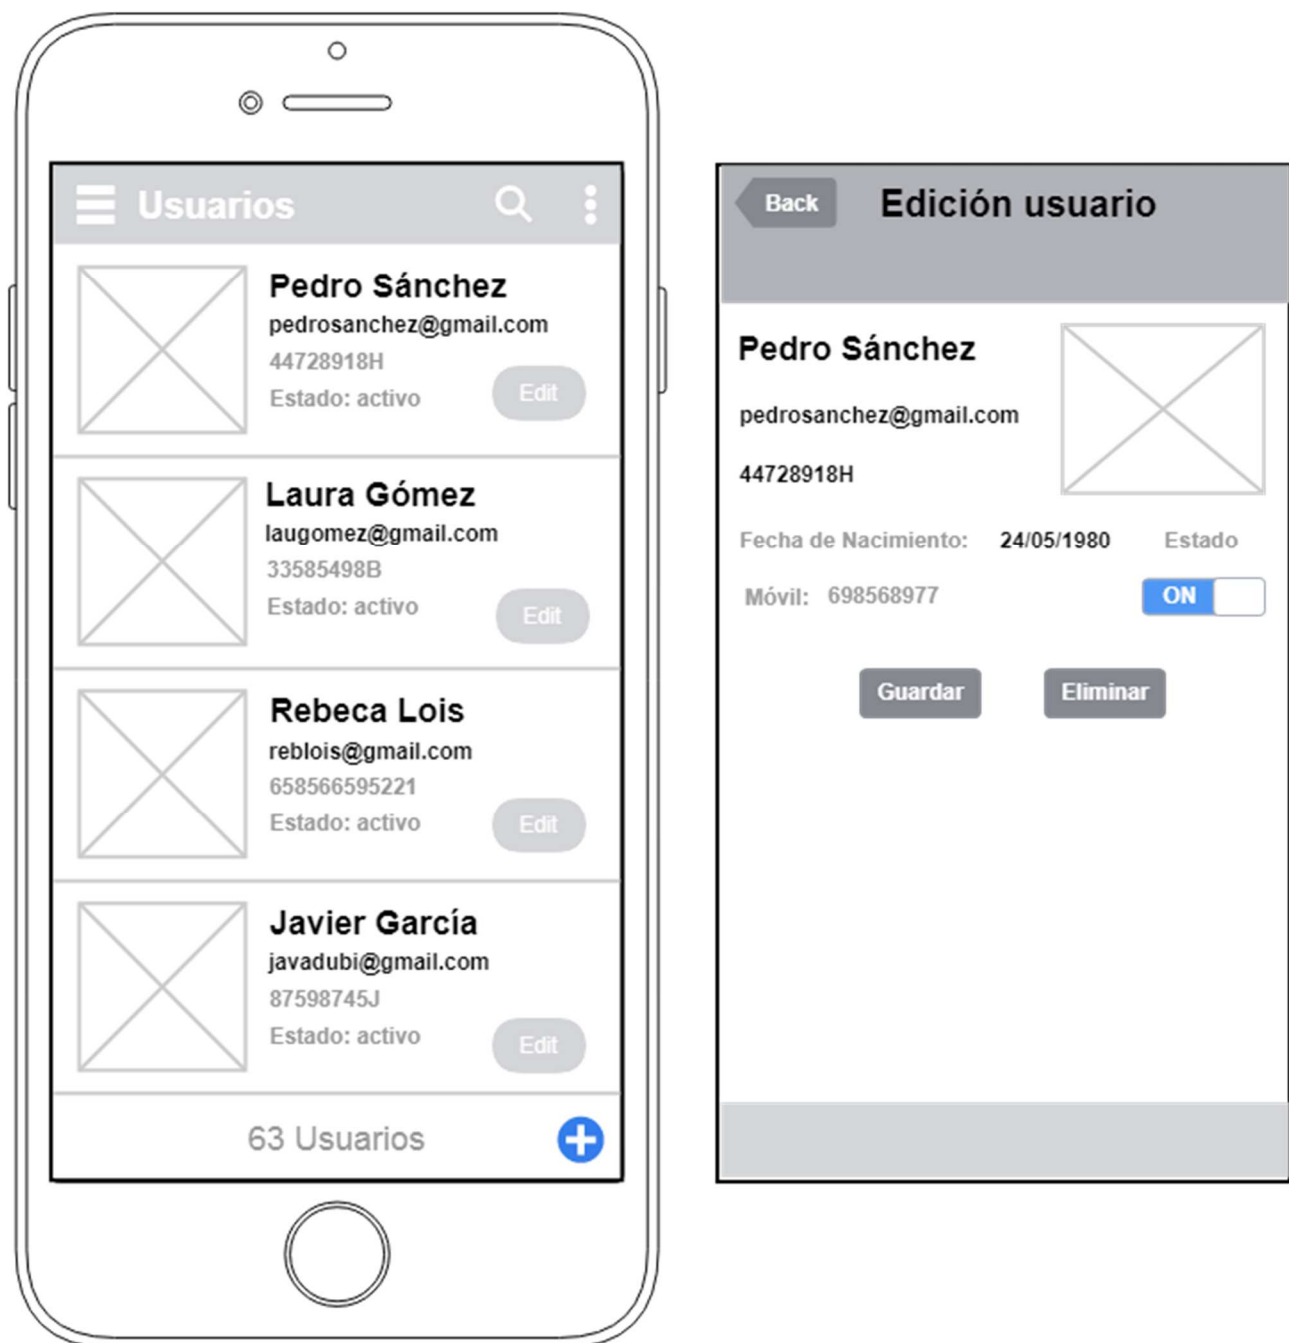 Usuarios
Pedro Sánchez
pedrosanchez@gmail.com
44728918H
Estado: activo
Edit
Laura Gómez
laugomez@gmail.com
33585498B
Estado: activo
Edit
Rebeca Lois
reblois@gmail.com
658566595221
Estado: activo
Edit
Javier García
javadubi@gmail.com
87598745J
Estado: activo
Edit
63 Usuarios
Back
Edición usuario
Pedro Sánchez
pedrosanchez@gmail.com
44728918H
Fecha de Nacimiento: 24/05/1980 Estado
Móvil: 698568977 ON
Guardar Eliminar